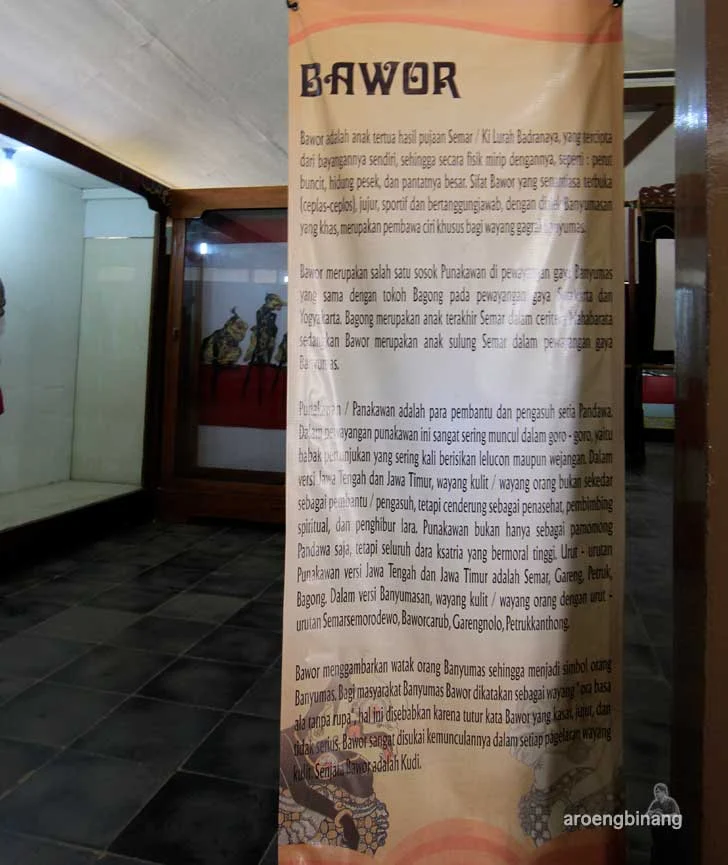 BAWOR
Bawor adalah anak tertua hasil pujaan Semar / Ki Lurah Badranaya, yang tercipta
dari bayangannya sendiri, sehingga secara fisik mirip dengannya, seperti : perut
buncit, hidung pesek, dan pantatnya besar. Sifat Bawor yang senantiasa terbuka
(ceplas-ceplos), jujur, sportif dan bertanggungjawab, dengan dialek Banyumasan
yang khas, merupakan pembawa ciri khusus bagi wayang gagrak Banyumas.
Bawor merupakan salah satu sosok Punakawan di pewayangan gaya Banyumas
yang sama dengan tokoh Bagong pada pewayangan gaya Surakarta dan
Yogyakarta. Bagong merupakan anak terakhir Semar dalam ceritera Mahabarata
sedangkan Bawor merupakan anak sulung Semar dalam pewayangan gaya
Banyumas.
Punakawan / Panakawan adalah para pembantu dan pengasuh setia Pandawa.
Dalam pewayangan punakawan ini sangat sering muncul dalam goro - goro, yaitu
babak pertunjukan yang sering kali berisikan lelucon maupun wejangan. Dalam
versi Jawa Tengah dan Jawa Timur, wayang kulit / wayang orang bukan sekedar
sebagai pembantu / pengasuh, tetapi cenderung sebagai penasehat, pembimbing
spiritual, dan penghibur lara. Punakawan bukan hanya sebagai pamomong
Pandawa saja, tetapi seluruh dara ksatria yang bermoral tinggi. Urut - urutan
Punakawan versi Jawa Tengah dan Jawa Timur adalah Semar, Gareng, Petruk,
Bagong. Dalam versi Banyumasan, wayang kulit / wayang orang dengan urut -
urutan Semarsemorodewo, Baworcarub, Garengnolo, Petrukkanthong.
Bawor menggambarkan watak orang Banyumas sehingga menjadi simbol orang
Banyumas. Bagi masyarakat Banyumas Bawor dikatakan sebagai wayang "ora basa
ala tanpa rupa", hal ini disebabkan karena tutur kata Bawor yang kasar, jujur, dan
tidak serius. Bawor sangat disukai kemunculannya dalam setiap pagelaran wayang
kulit. Senjata Bawor adalah Kudi.
aroengbinang